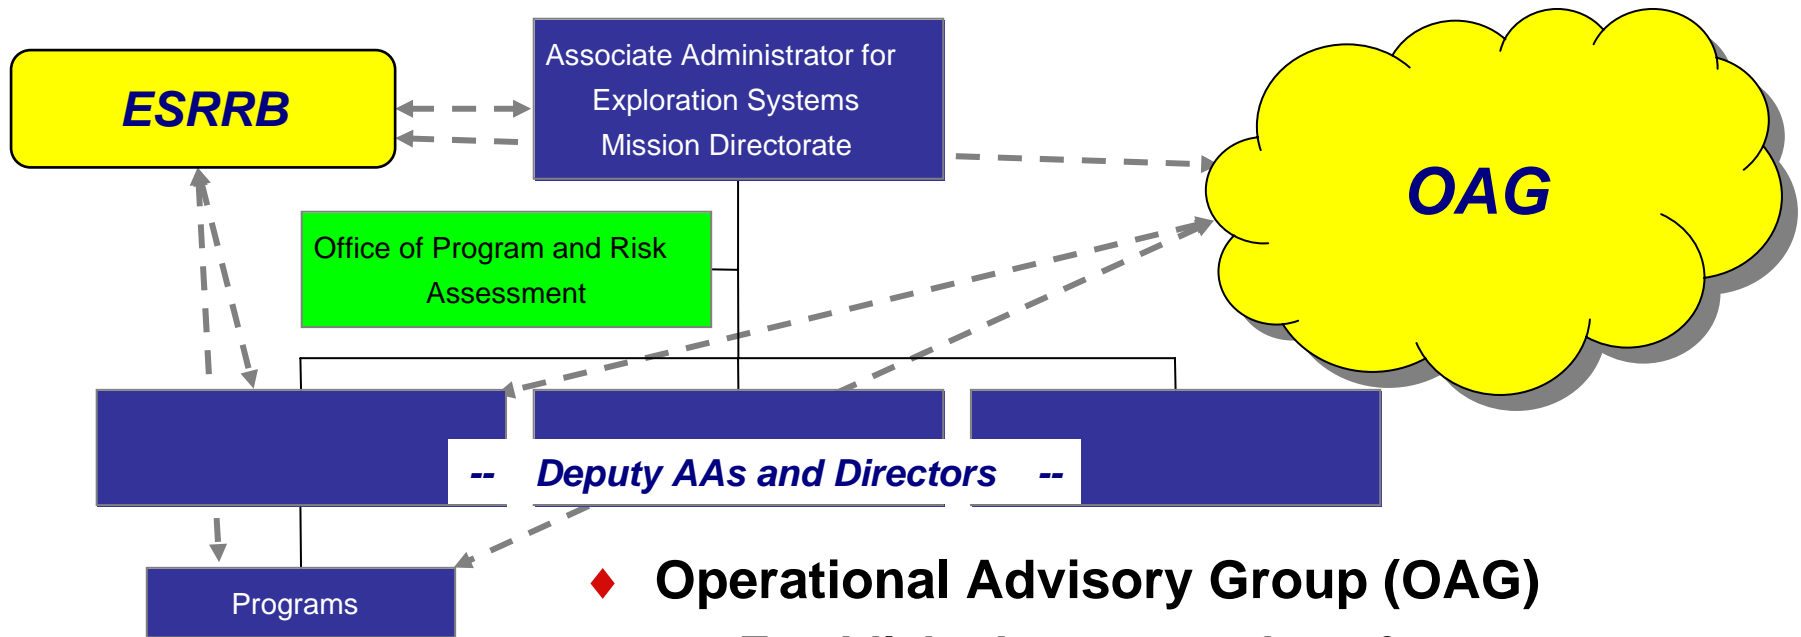 ESRRB
Associate Administrator for
Exploration Systems
Mission Directorate
OAG
Office of Program and Risk
Assessment
-- Deputy AAs and Directors --
Programs
♦ Operational Advisory Group (OAG)